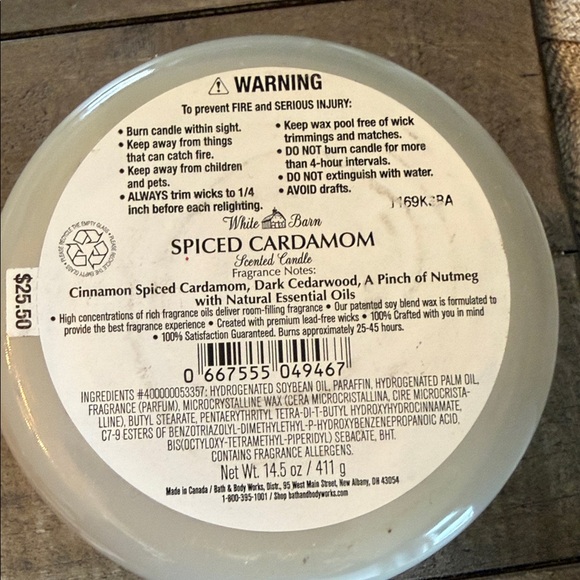 WARNING
To prevent FIRE and SERIOUS INJURY:
• Burn candle within sight.
• Keep away from things
that can catch fire.
• Keep away from children
and pets.
• ALWAYS trim wicks to 1/4
inch before each relighting.
• Keep wax pool free of wick
trimmings and matches.
• DO NOT burn candle for more
than 4-hour intervals.
• DO NOT extinguish with water.
• AVOID drafts.
White Barn
SPICED CARDAMOM
Scented Candle
Fragrance Notes:
Cinnamon Spiced Cardamom, Dark Cedarwood, A Pinch of Nutmeg
with Natural Essential Oils
• High concentrations of rich fragrance oils deliver room-filling fragrance • Our patented soy blend wax is formulated to
provide the best fragrance experience • Created with premium lead-free wicks • 100% Crafted with you in mind
• 100% Satisfaction Guaranteed. Burns approximately 25-45 hours.
0 667555 049467
INGREDIENTS #400000053357: HYDROGENATED SOYBEAN OIL, PARAFFIN, HYDROGENATED PALM OIL,
FRAGRANCE (PARFUM), MICROCRYSTALLINE WAX (CERA MICROCRISTALLINA, CIRE MICROCRISTA-
LLINE), BUTYL STEARATE, PENTAERYTHRITYL TETRA-DI-T-BUTYL HYDROXYHYDROCINNAMATE,
C7-9 ESTERS OF BENZOTRIAZOLYL-DIMETHYLETHYL-P-HYDROXYBENZENEPROPANOIC ACID,
BIS(OCTYLOXY-TETRAMETHYL-PIPERIDYL) SEBACATE, BHT.
CONTAINS FRAGRANCE ALLERGENS.
Net Wt. 14.5 oz / 411 g
Made in Canada / Bath & Body Works, Distr., 95 West Main Street, New Albany, OH 43054
1-800-395-1001 / Shop bathandbodyworks.com
PLEASE RECYCLE THE EMPTY GLASS • PLEASE RECYCLE THE EMPTY GLASS •
$25.50